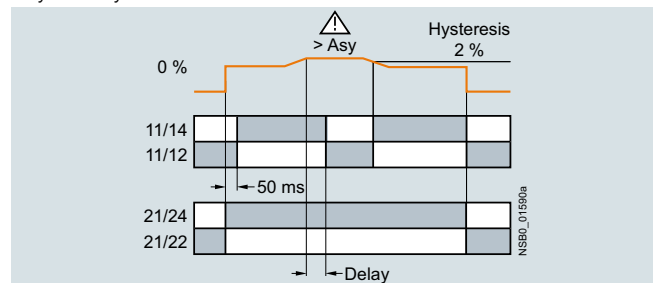 > Asy
Hysteresis
2 %
0 %
11/14
11/12
50 ms
21/24
21/22
Delay
NSB0_01590a